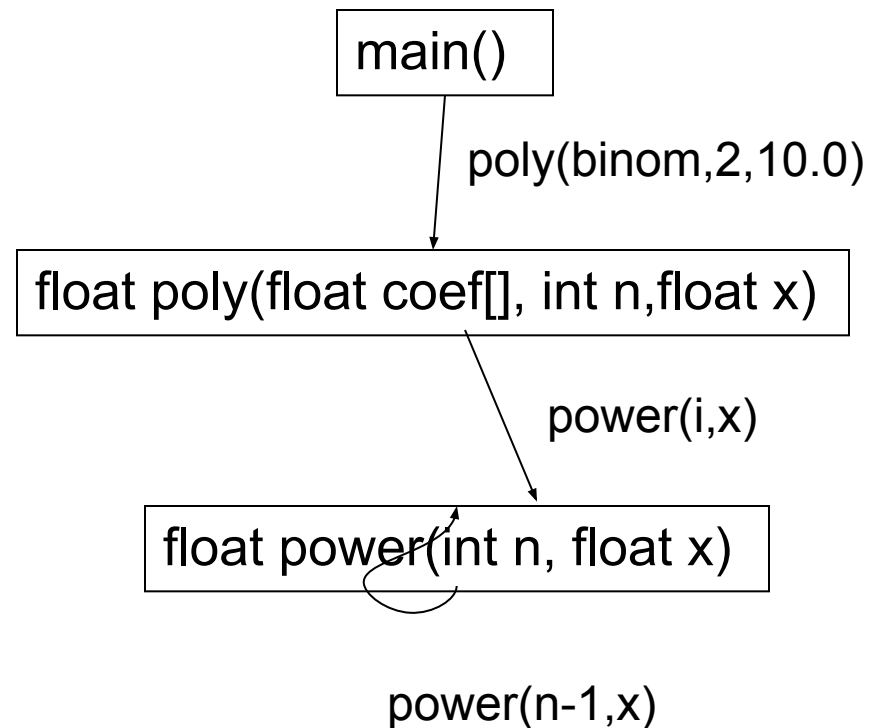 main()
poly(binom,2,10.0)
float poly(float coef[], int n,float x)
power(i,x)
float power(int n, float x)
power(n-1,x)